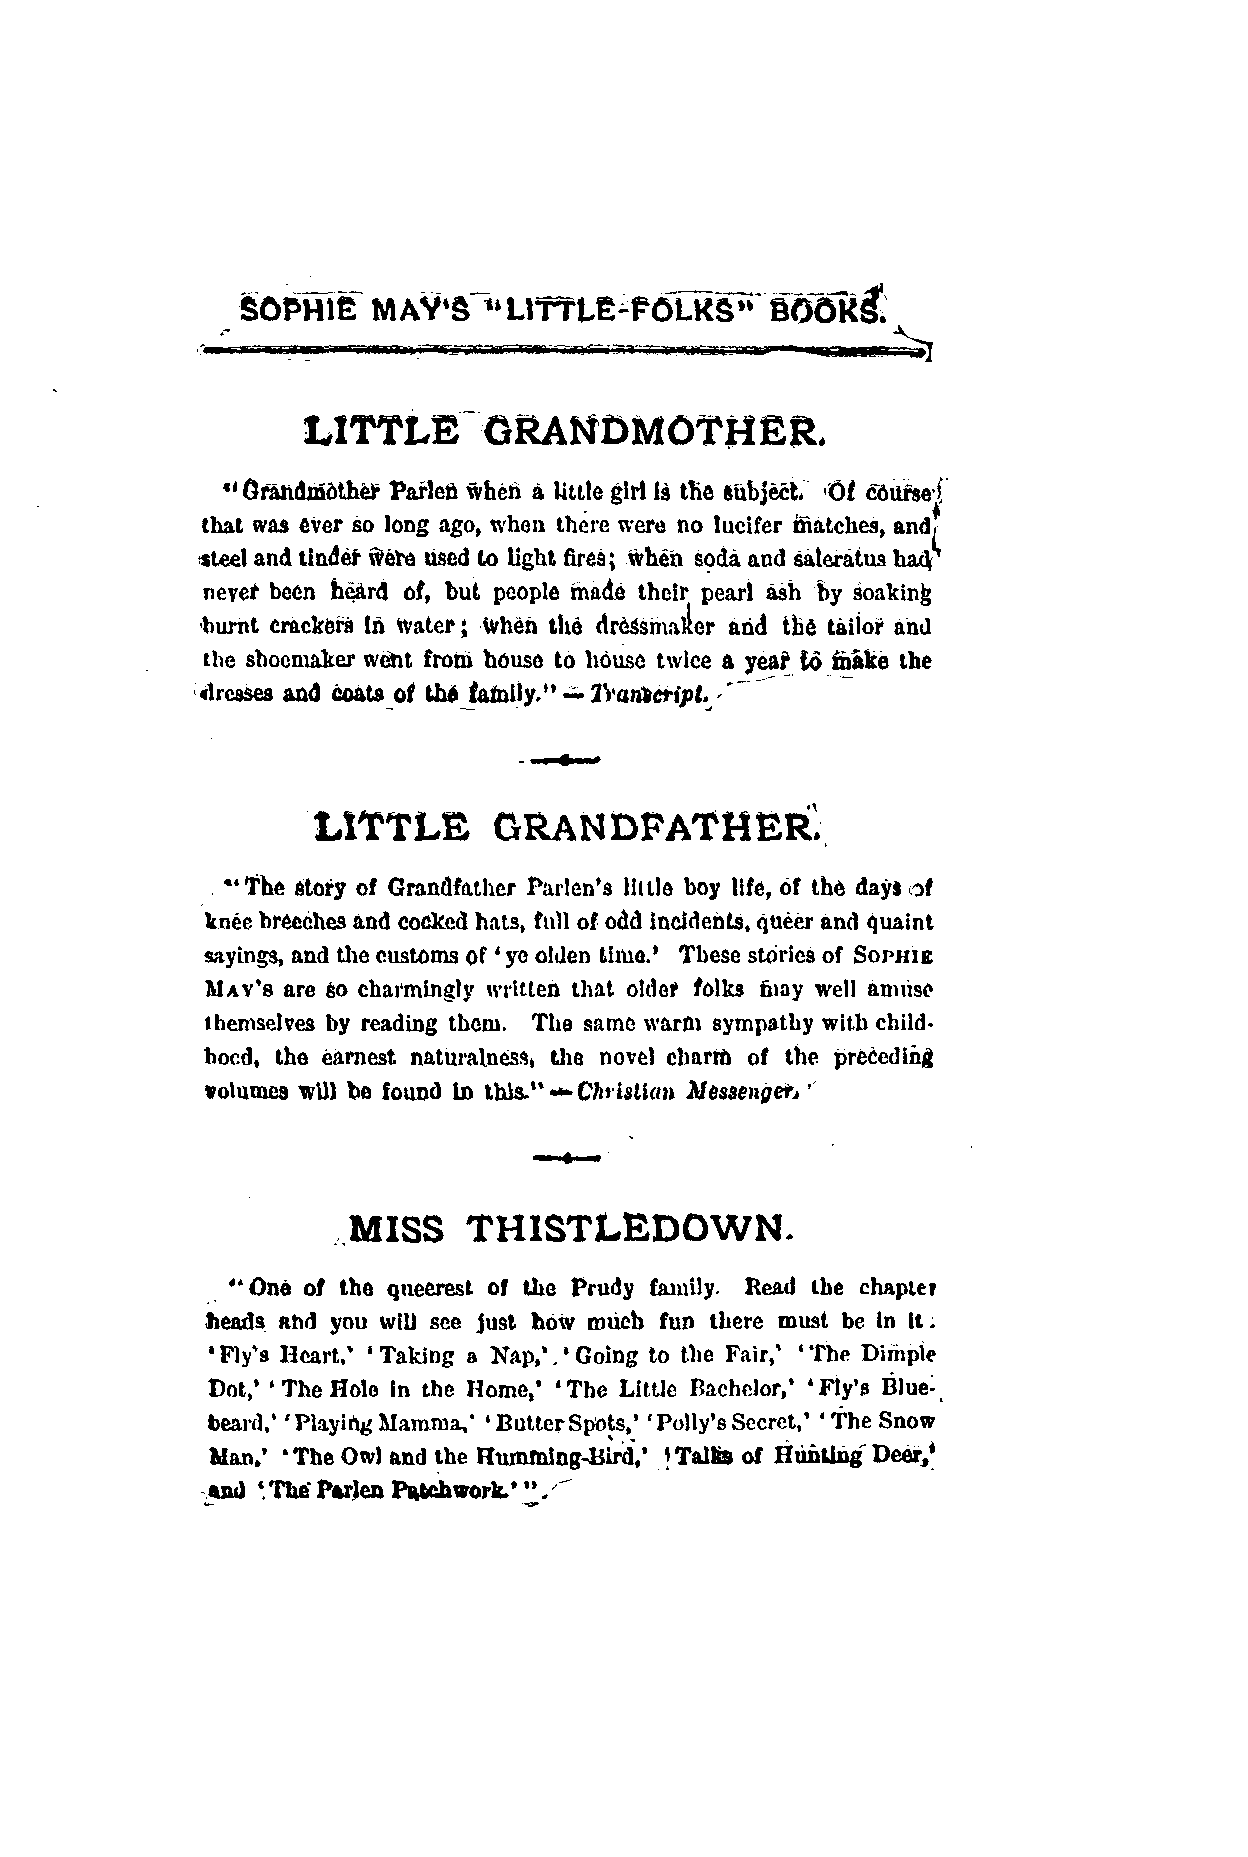 SOPHIE MAY'S "LITTLE-FOLKS" BOOKS.
LITTLE GRANDMOTHER.
"Grandmother Parlen when a little girl is the subject. Of course
that was ever so long ago, when there were no lucifer matches, and
steel and tinder were used to light fires; when soda and saleratus had
never been heard of, but people made their pearl ash by soaking
burnt crackers in water; when the dressmaker and the tailor and
the shoemaker went from house to house twice a year to make the
dresses and coats of the family." — Transcript.
LITTLE GRANDFATHER.
"The story of Grandfather Parlen's little boy life, of the days of
knee breeches and cocked hats, full of odd incidents, queer and quaint
sayings, and the customs of 'ye olden time.' These stories of SOPHIE
MAY'S are so charmingly written that older folks may well amuse
themselves by reading them. The same warm sympathy with child-
hood, the earnest naturalness, the novel charm of the preceding
volumes will be found in this." — Christian Messenger.
MISS THISTLEDOWN.
"One of the queerest of the Prudy family. Read the chapter
heads and you will see just how much fun there must be in it:
'Fly's Heart,' 'Taking a Nap,' 'Going to the Fair,' 'The Dimple
Dot,' 'The Hole in the Home,' 'The Little Bachelor,' 'Fly's Blue-
beard,' 'Playing Mamma,' 'Butter Spots,' 'Polly's Secret,' 'The Snow
Man,' 'The Owl and the Humming-Bird,' 'Talks of Hunting Deer,'
and 'The Parlen Patchwork.'"